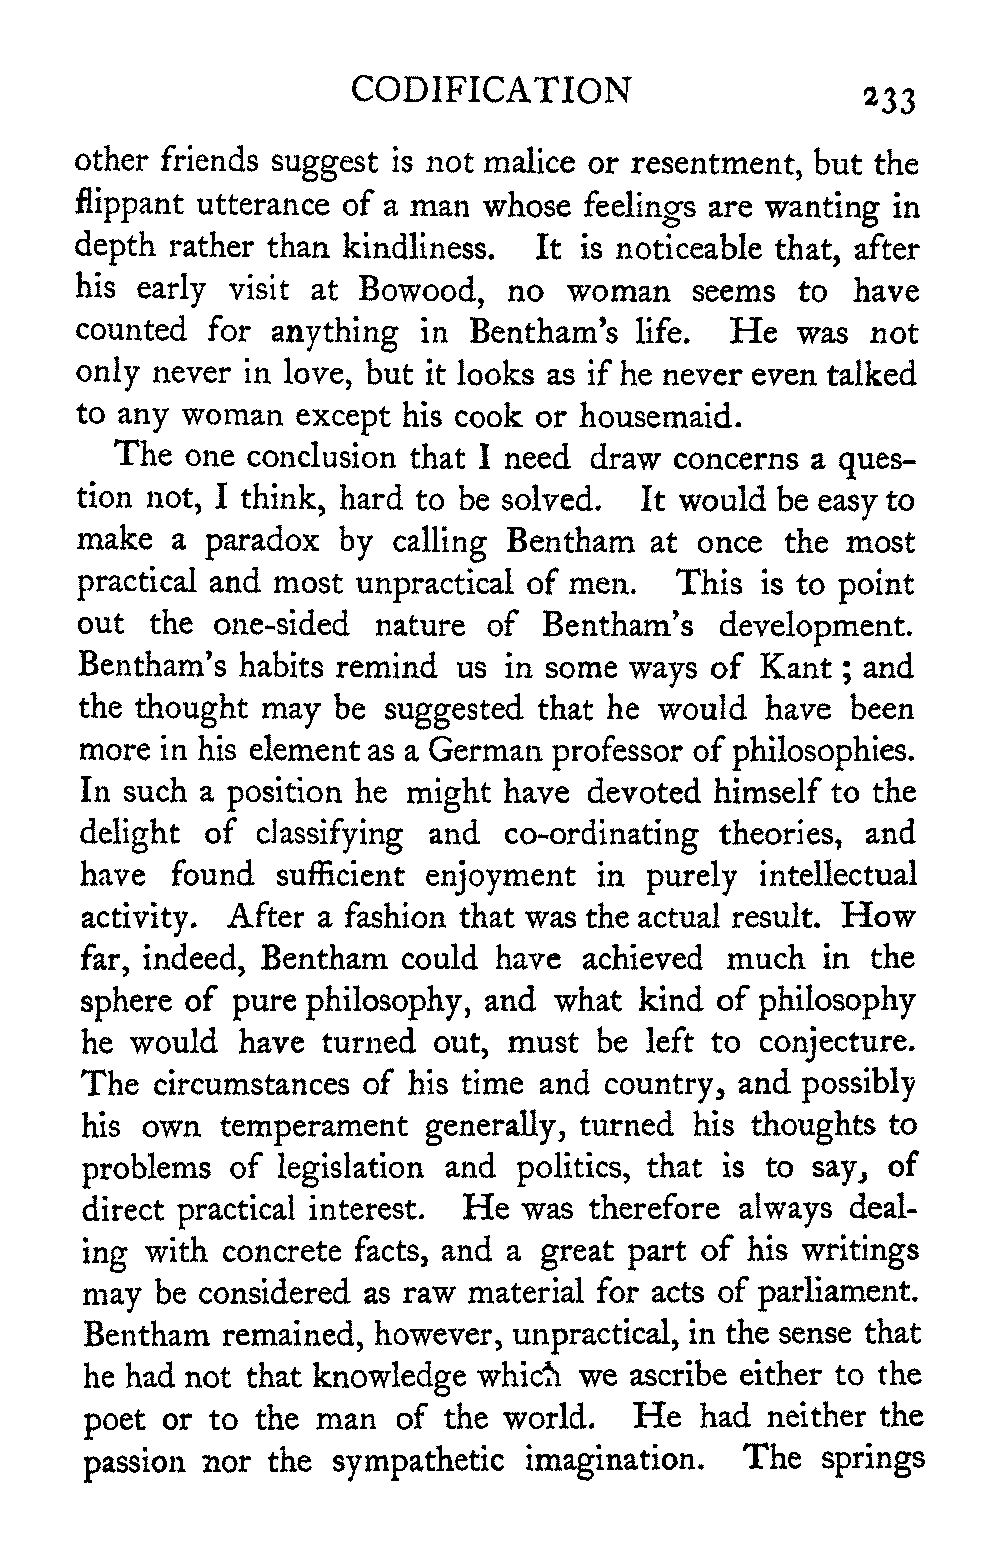 CODIFICATION 233
other friends suggest is not malice or resentment, but the
flippant utterance of a man whose feelings are wanting in
depth rather than kindliness. It is noticeable that, after
his early visit at Bowood, no woman seems to have
counted for anything in Bentham's life. He was not
only never in love, but it looks as if he never even talked
to any woman except his cook or housemaid.
The one conclusion that I need draw concerns a ques-
tion not, I think, hard to be solved. It would be easy to
make a paradox by calling Bentham at once the most
practical and most unpractical of men. This is to point
out the one-sided nature of Bentham's development.
Bentham's habits remind us in some ways of Kant ; and
the thought may be suggested that he would have been
more in his element as a German professor of philosophies.
In such a position he might have devoted himself to the
delight of classifying and co-ordinating theories, and
have found sufficient enjoyment in purely intellectual
activity. After a fashion that was the actual result. How
far, indeed, Bentham could have achieved much in the
sphere of pure philosophy, and what kind of philosophy
he would have turned out, must be left to conjecture.
The circumstances of his time and country, and possibly
his own temperament generally, turned his thoughts to
problems of legislation and politics, that is to say, of
direct practical interest. He was therefore always deal-
ing with concrete facts, and a great part of his writings
may be considered as raw material for acts of parliament.
Bentham remained, however, unpractical, in the sense that
he had not that knowledge which we ascribe either to the
poet or to the man of the world. He had neither the
passion nor the sympathetic imagination. The springs